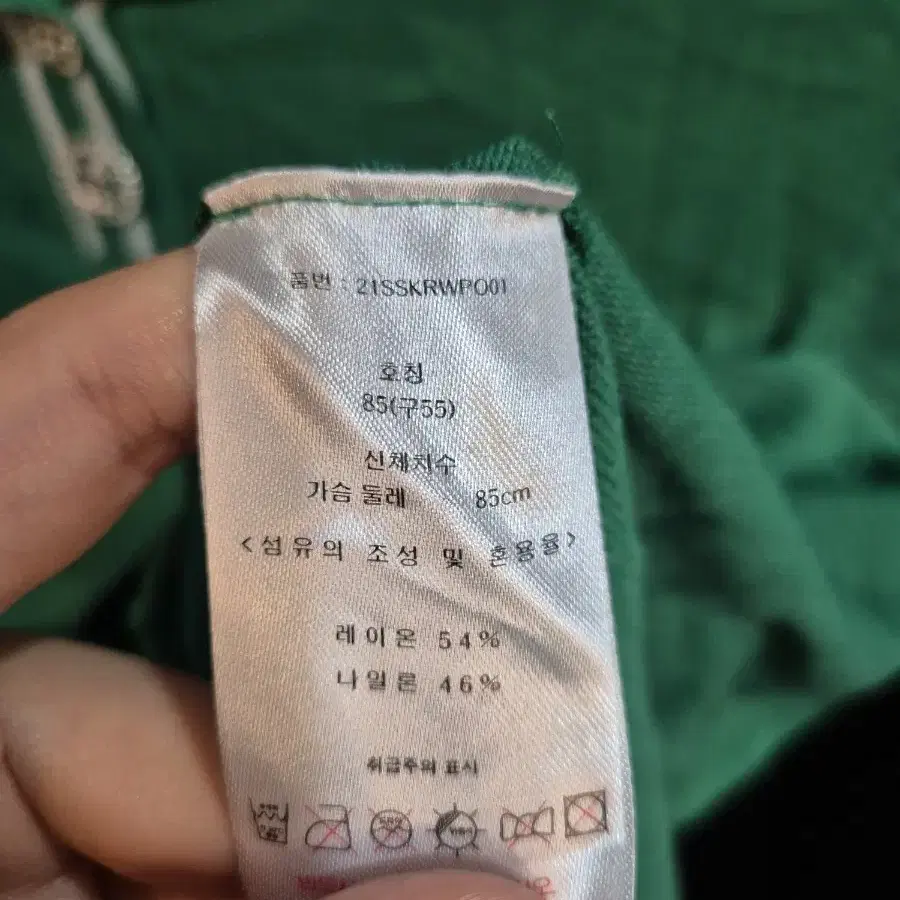 품번 : 21SSKRWPO01
호칭
85(구55)
신체치수
가슴 둘레 85cm
<섬유의 조성 및 혼용율>
레이온 54%
나일론 46%
취급주의 표시